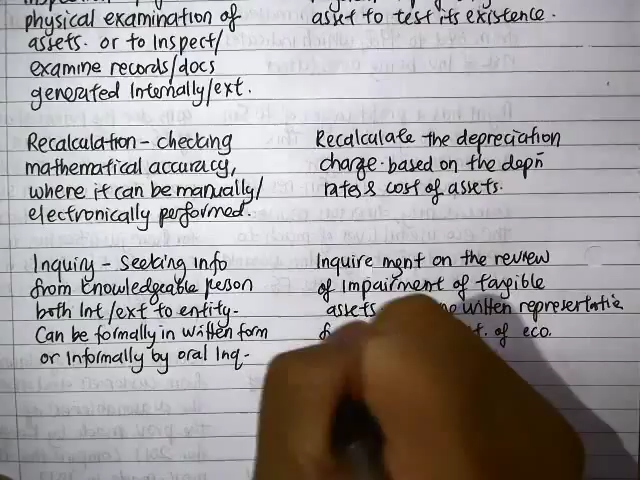 physical examination of
assets. or to Inspect/
examine records/docs
generated Internally/ext.
asset to test its existence.
Recalculation - checking
mathematical accuracy,
where it can be manually/
electronically performed.
Recalculate the depreciation
charge. based on the depn
rates & cost of assets.
Inquiry - Seeking info
from knowledgeable person
both Int/ext to entity-
Can be formally in written form
or Informally by oral Inq-
Inquire mgnt on the review
of Impairment of tangible
assets written representatie
of eco.